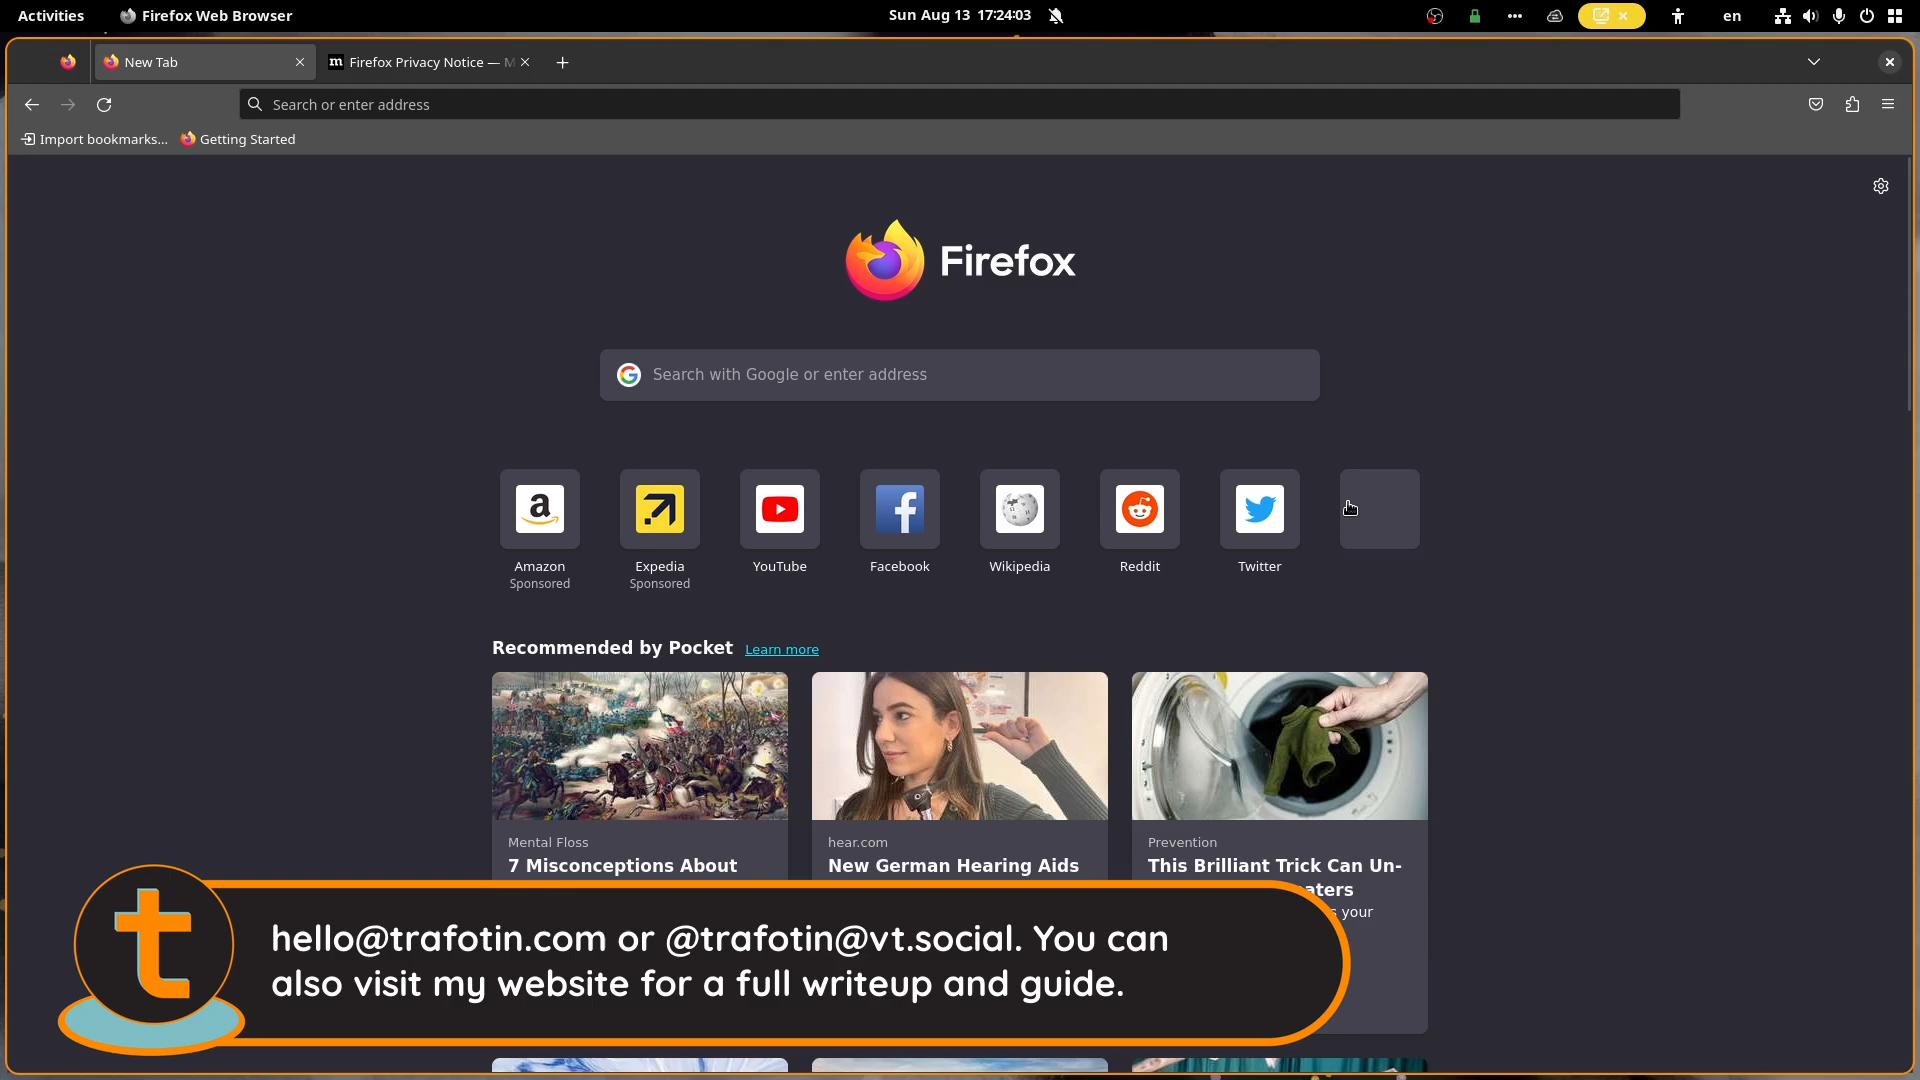 Activities
Firefox Web Browser
Sun Aug 13 17:24:03
en
New Tab
Firefox Privacy Notice — M
Search or enter address
Import bookmarks...
Getting Started
Firefox
Search with Google or enter address
Amazon
Sponsored
Expedia
Sponsored
YouTube
Facebook
Wikipedia
Reddit
Twitter
Recommended by Pocket Learn more
Mental Floss
7 Misconceptions About
hear.com
New German Hearing Aids
Prevention
This Brilliant Trick Can Un-
your
hello@trafotin.com or @trafotin@vt.social. You can
also visit my website for a full writeup and guide.